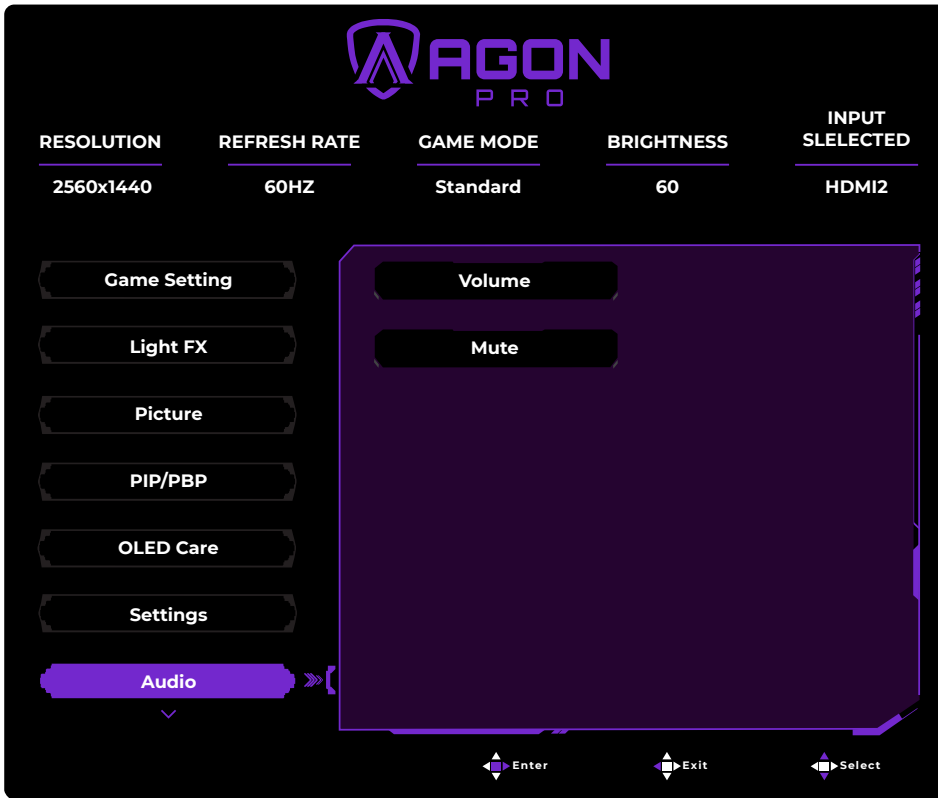 AGON
PRO
RESOLUTION
REFRESH RATE
GAME MODE
BRIGHTNESS
INPUT
SLELECTED
2560x1440
60HZ
Standard
60
HDMI2
Game Setting
Light FX
Picture
PIP/PBP
OLED Care
Settings
Audio
Volume
Mute
Enter
Exit
Select